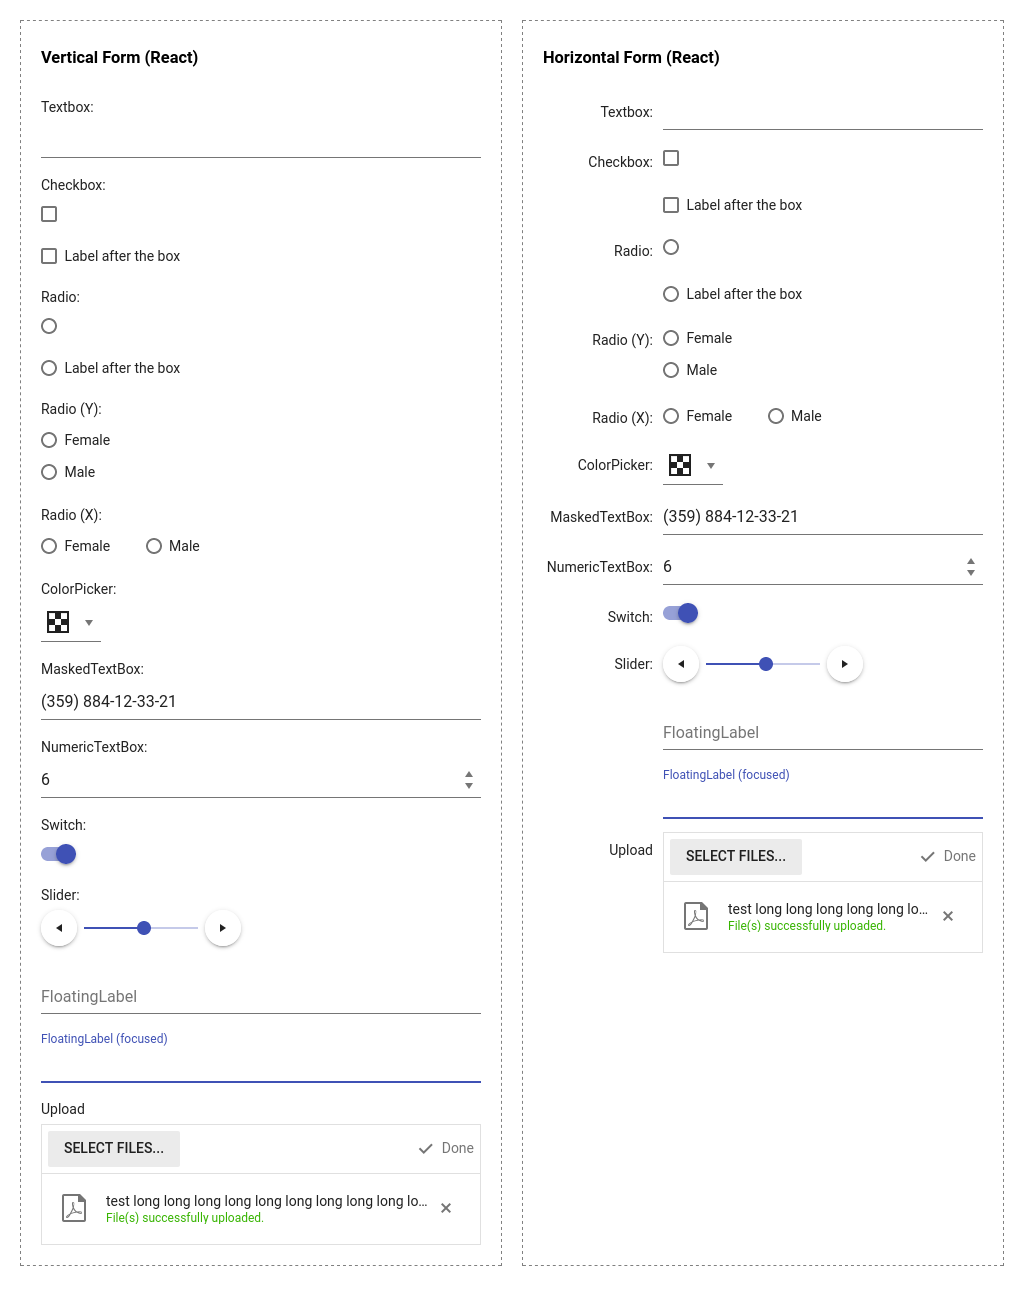 Vertical Form (React)
Textbox:
Checkbox:
Label after the box
Radio:
Label after the box
Radio (Y):
Female
Male
Radio (X):
Female Male
ColorPicker:
MaskedTextBox:
(359) 884-12-33-21
NumericTextBox:
6
Switch:
Slider:
FloatingLabel
FloatingLabel (focused)
Upload
SELECT FILES... Done
test long long long long long long long long long lo...
File(s) successfully uploaded.
Horizontal Form (React)
Textbox:
Checkbox:
Label after the box
Radio:
Label after the box
Radio (Y): Female
Male
Radio (X): Female Male
ColorPicker:
MaskedTextBox: (359) 884-12-33-21
NumericTextBox: 6
Switch:
Slider:
FloatingLabel
FloatingLabel (focused)
Upload SELECT FILES... Done
test long long long long long lo...
File(s) successfully uploaded.